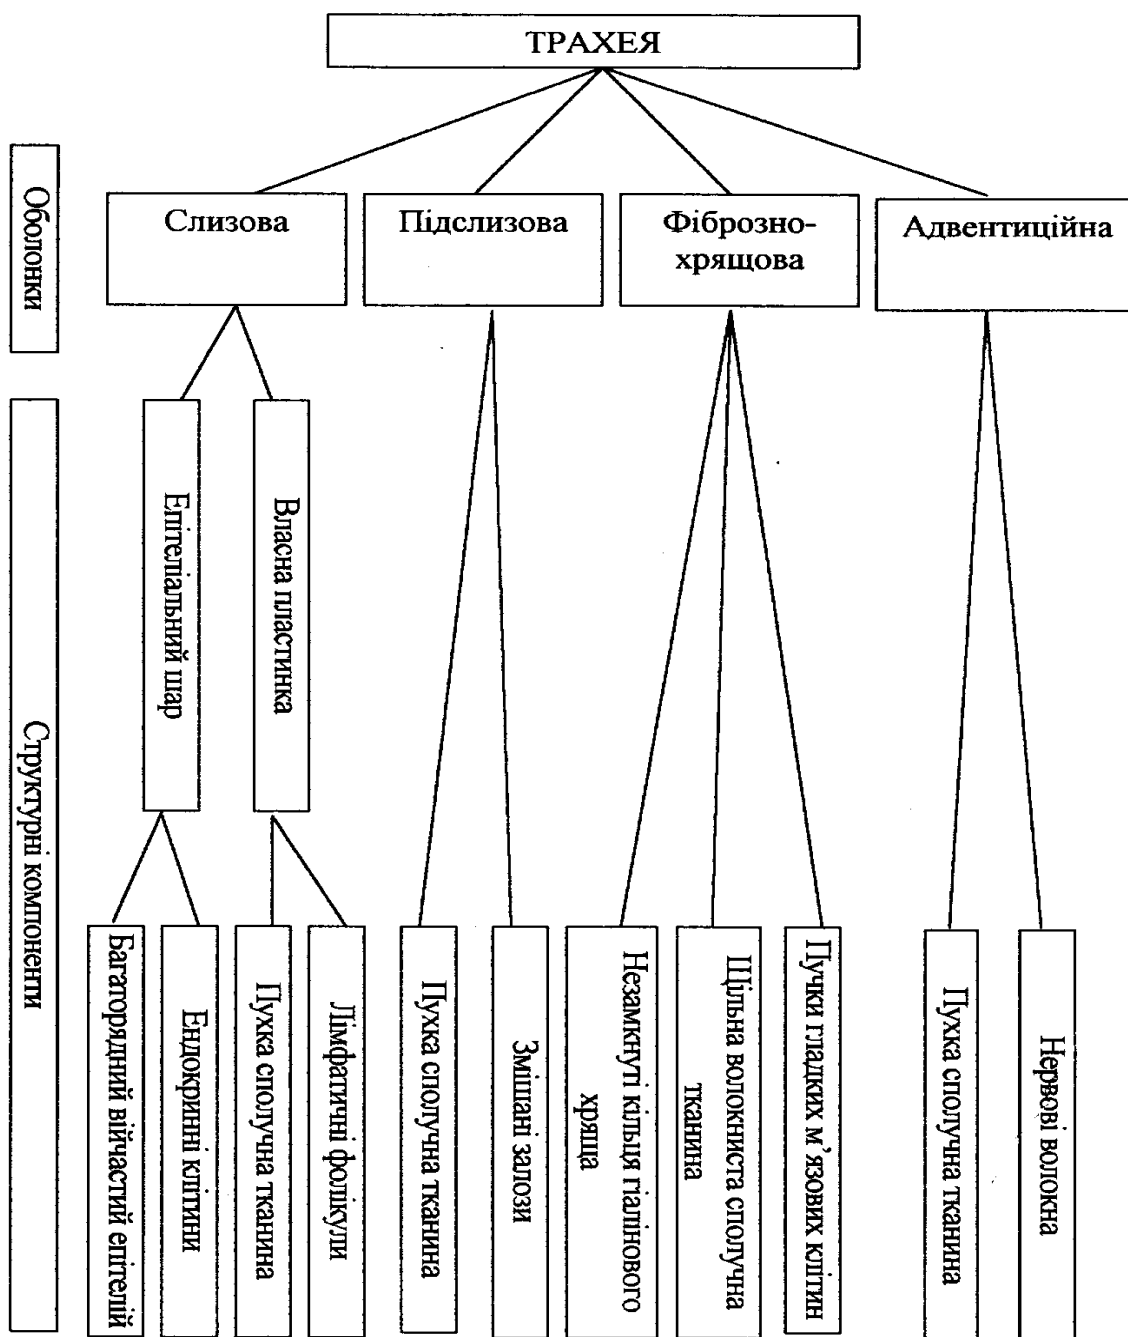 ТРАХЕЯ
Оболонки
Слизова
Підслизова
Фіброзно-
хрящова
Адвентиційна
Структурні компоненти
Епітеліальний шар
Власна пластинка
Багаторядний війчастий епітелій
Ендокринні клітини
Пухка сполучна тканина
Лімфатичні фолікули
Пухка сполучна тканина
Змішані залози
Незамкнуті кільця гіалінового
хряща
Щільна волокниста сполучна
тканина
Пучки гладких м’язових клітин
Пухка сполучна тканина
Нервові волокна